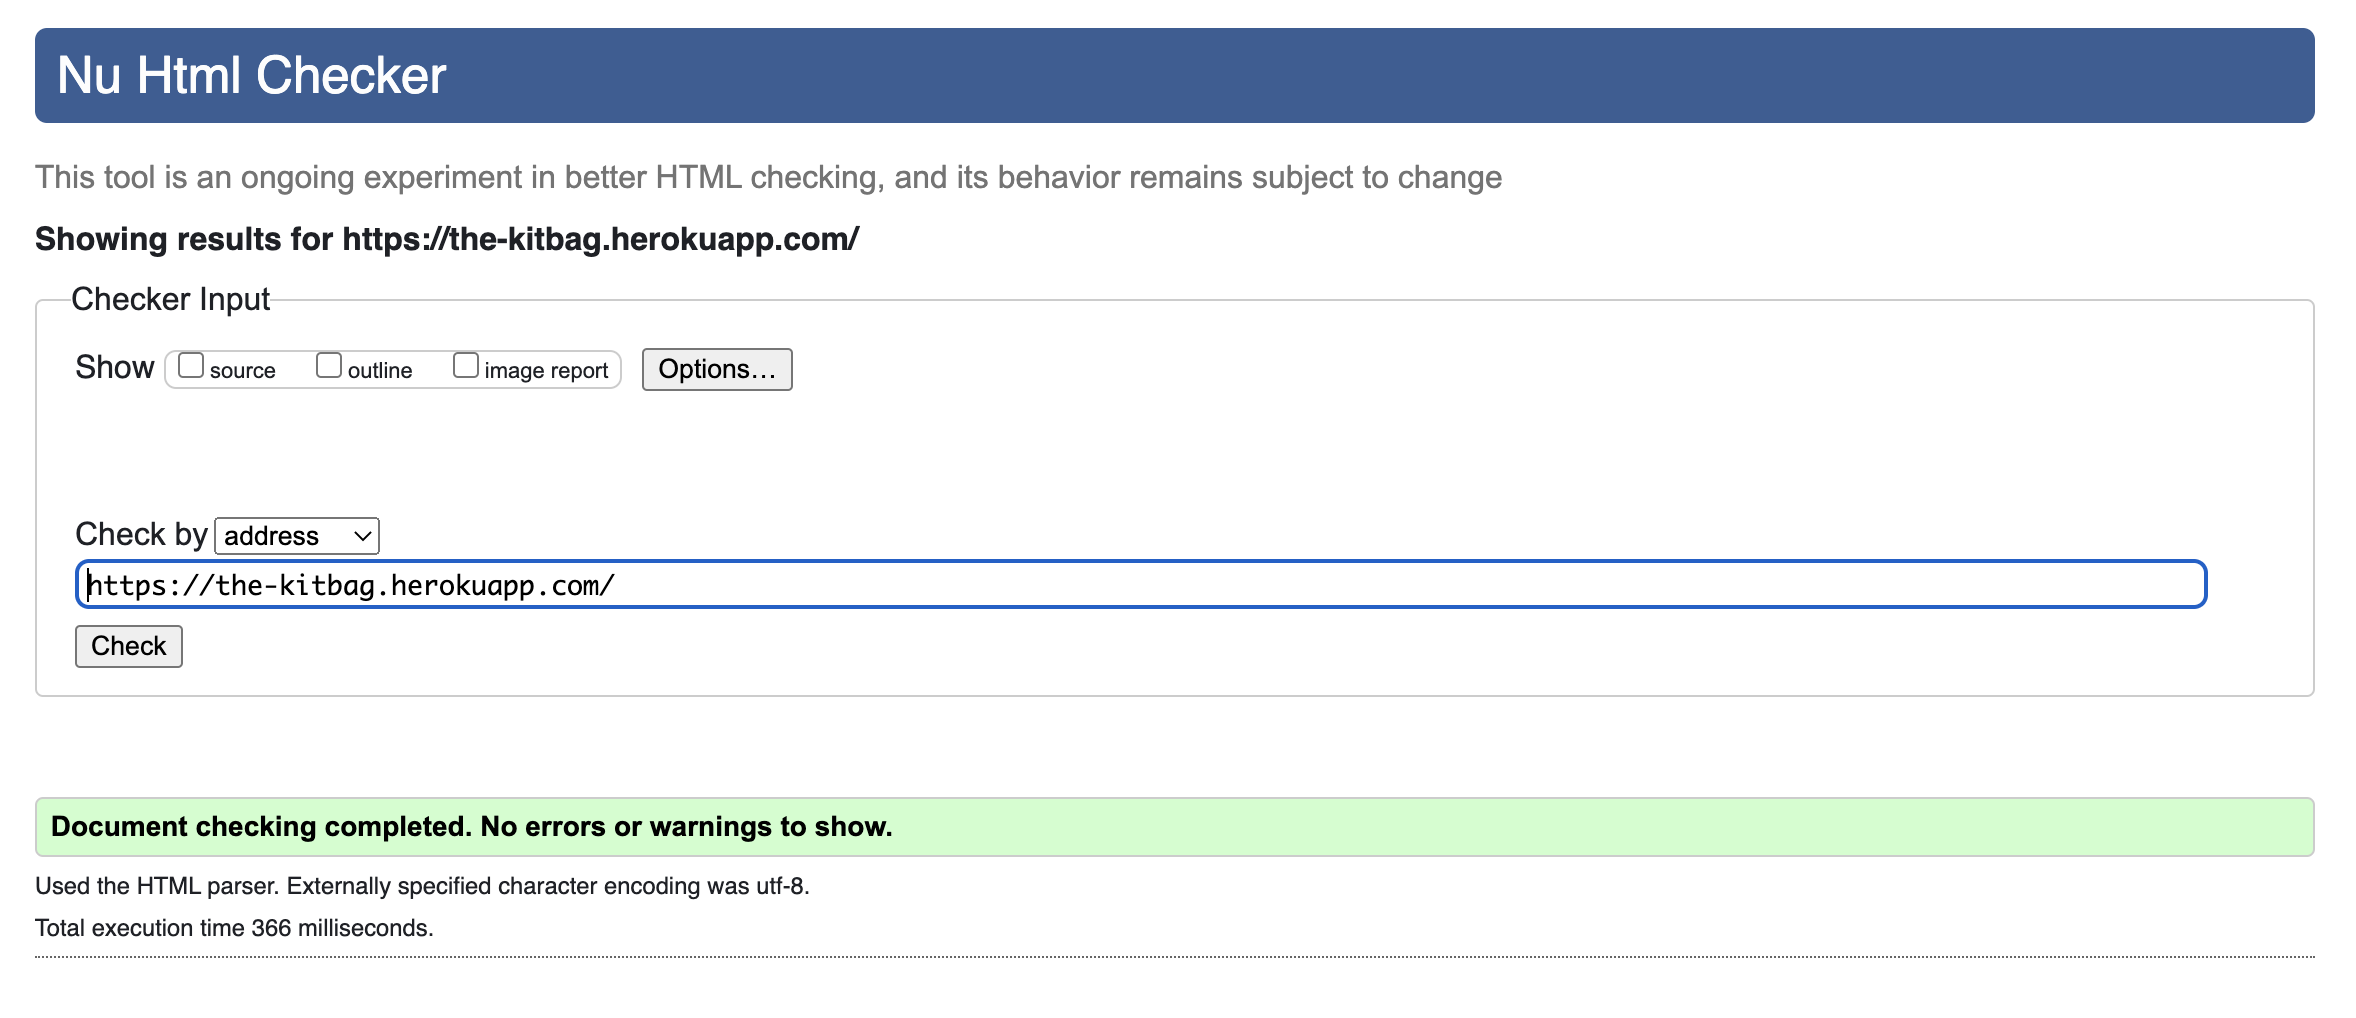 Nu Html Checker
This tool is an ongoing experiment in better HTML checking, and its behavior remains subject to change
Showing results for https://the-kitbag.herokuapp.com/
Checker Input
Show source outline image report Options…
Check by address
https://the-kitbag.herokuapp.com/
Check
Document checking completed. No errors or warnings to show.
Used the HTML parser. Externally specified character encoding was utf-8.
Total execution time 366 milliseconds.